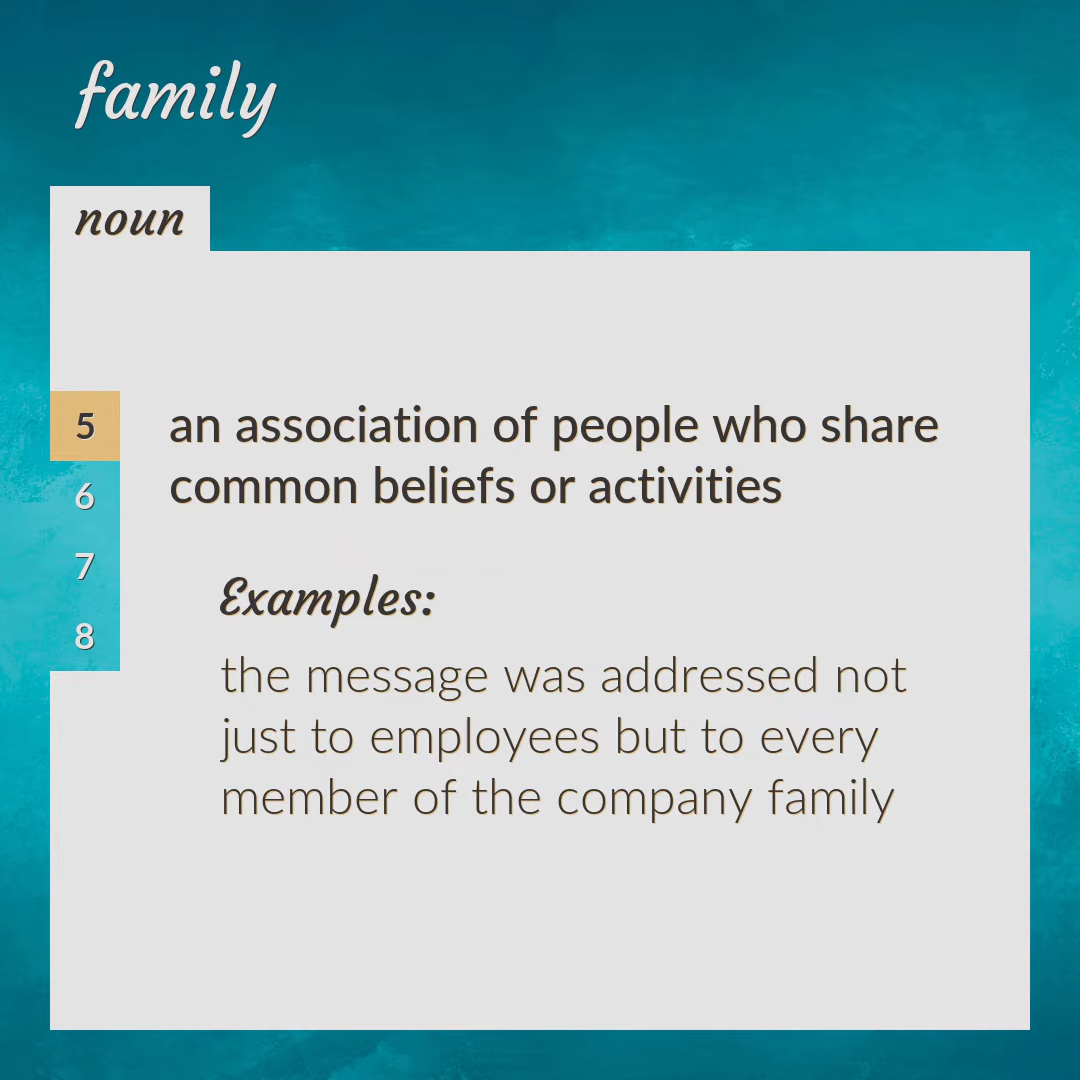 family
noun
5
an association of people who share
common beliefs or activities
6
7
8
Examples:
the message was addressed not
just to employees but to every
member of the company family